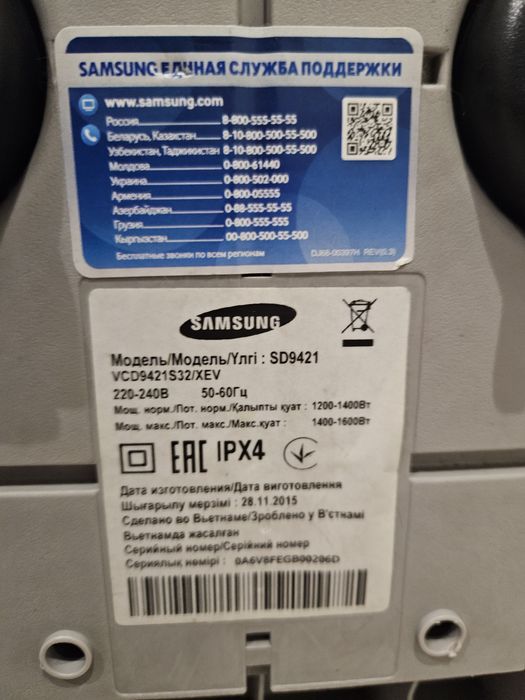 SAMSUNG ЕДИНАЯ СЛУЖБА ПОДДЕРЖКИ
www.samsung.com
Россия 8-800-555-55-55
Беларусь, Казахстан 8-10-800-500-55-500
Узбекистан, Таджикистан 8-10-800-500-55-500
Молдова 0-800-61440
Украина 0-800-502-000
Армения 0-800-05555
Азербайджан 0-88-555-55-55
Грузия 0-800-555-555
Кыргызстан 00-800-500-55-500
Бесплатные звонки по всем регионам DJ68-00397H REV(0.3)
SAMSUNG
Модель/Модель/Үлгі : SD9421
VCD9421S32/XEV
220-240В 50-60Гц
Мощ. норм./Пот. норм./Қалыпты қуат : 1200-1400Вт
Мощ. макс./Пот. макс./Макс.қуат : 1400-1600Вт
EAC IPX4
Дата изготовления/Дата виготовлення
Шығарылу мерзімі : 28.11.2015
Сделано во Вьетнаме/Зроблено у В'єтнамі
Вьетнамда жасалған
Серийный номер/Серійний номер
Сериялық нөмірі : 0A6V8FEGB00206D